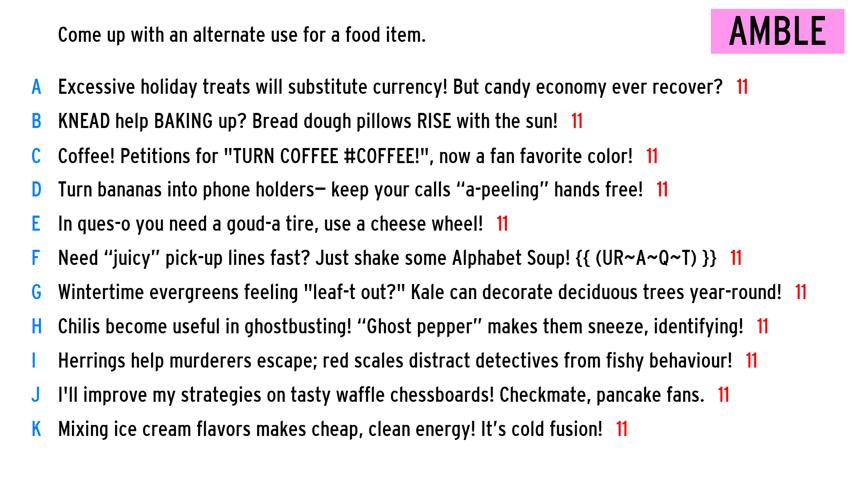 Come up with an alternate use for a food item.
AMBLE
A Excessive holiday treats will substitute currency! But candy economy ever recover? 11
B KNEAD help BAKING up? Bread dough pillows RISE with the sun! 11
C Coffee! Petitions for "TURN COFFEE #COFFEE!", now a fan favorite color! 11
D Turn bananas into phone holders— keep your calls “a-peeling” hands free! 11
E In ques-o you need a goud-a tire, use a cheese wheel! 11
F Need “juicy” pick-up lines fast? Just shake some Alphabet Soup! {{ (UR~A~Q~T) }} 11
G Wintertime evergreens feeling "leaf-t out?" Kale can decorate deciduous trees year-round! 11
H Chilis become useful in ghostbusting! “Ghost pepper” makes them sneeze, identifying! 11
I Herrings help murderers escape; red scales distract detectives from fishy behaviour! 11
J I'll improve my strategies on tasty waffle chessboards! Checkmate, pancake fans. 11
K Mixing ice cream flavors makes cheap, clean energy! It’s cold fusion! 11